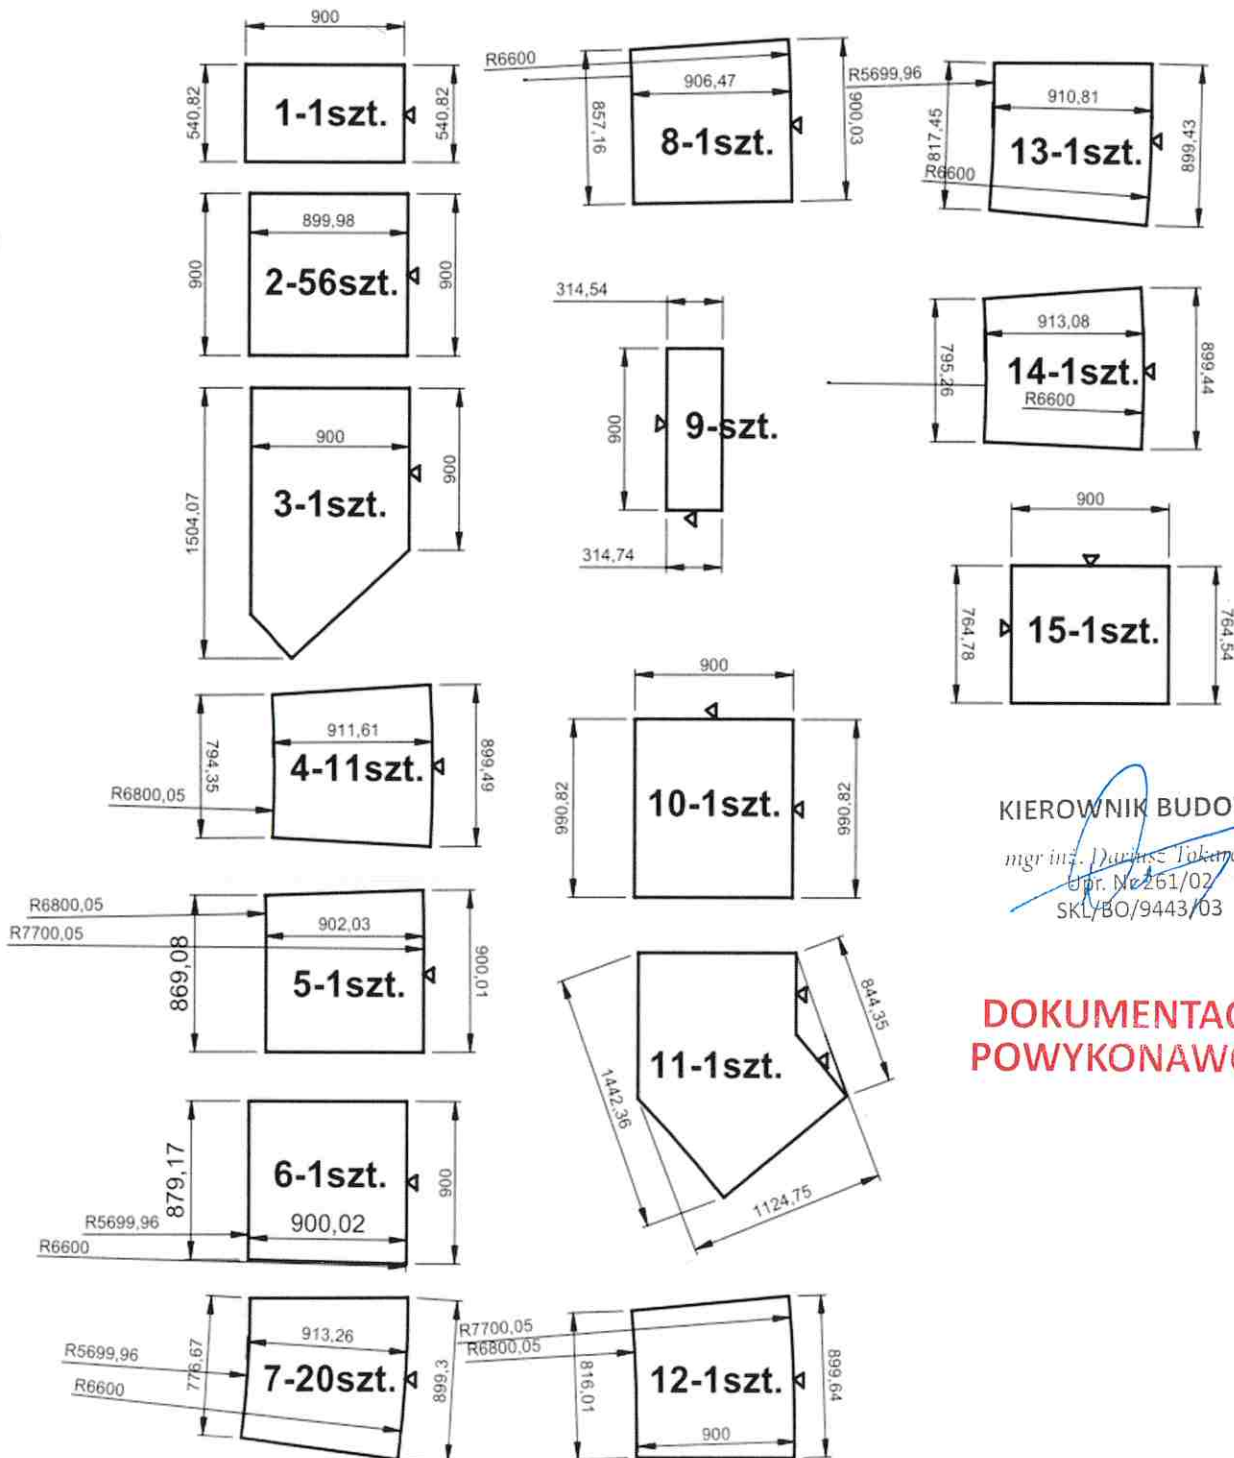 900
540,82
1-1szt.
540,82
899,98
900
2-56szt.
900
900
1504,07
3-1szt.
900
911,61
794,35
4-11szt.
899,49
R6800,05
R6800,05
R7700,05
902,03
869,08
5-1szt.
900,01
879,17
6-1szt.
900
R5699,96
900,02
R6600
913,26
R5699,96
776,67
7-20szt.
899,3
R6600
R6600
906,47
857,16
8-1szt.
900,03
314,54
900
9-szt.
314,74
900
990,82
10-1szt.
990,82
844,35
11-1szt.
1442,36
1124,75
R7700,05
R6800,05
816,01
12-1szt.
899,64
900
R5699,96
910,81
817,45
13-1szt.
899,43
R6600
913,08
795,26
14-1szt.
899,44
R6600
900
764,78
15-1szt.
764,54
KIEROWNIK BUDO
mgr inż. Dariusz
Upr. Nr 261/02
SKL/BO/9443/03
DOKUMENTAC
POWYKONAWC